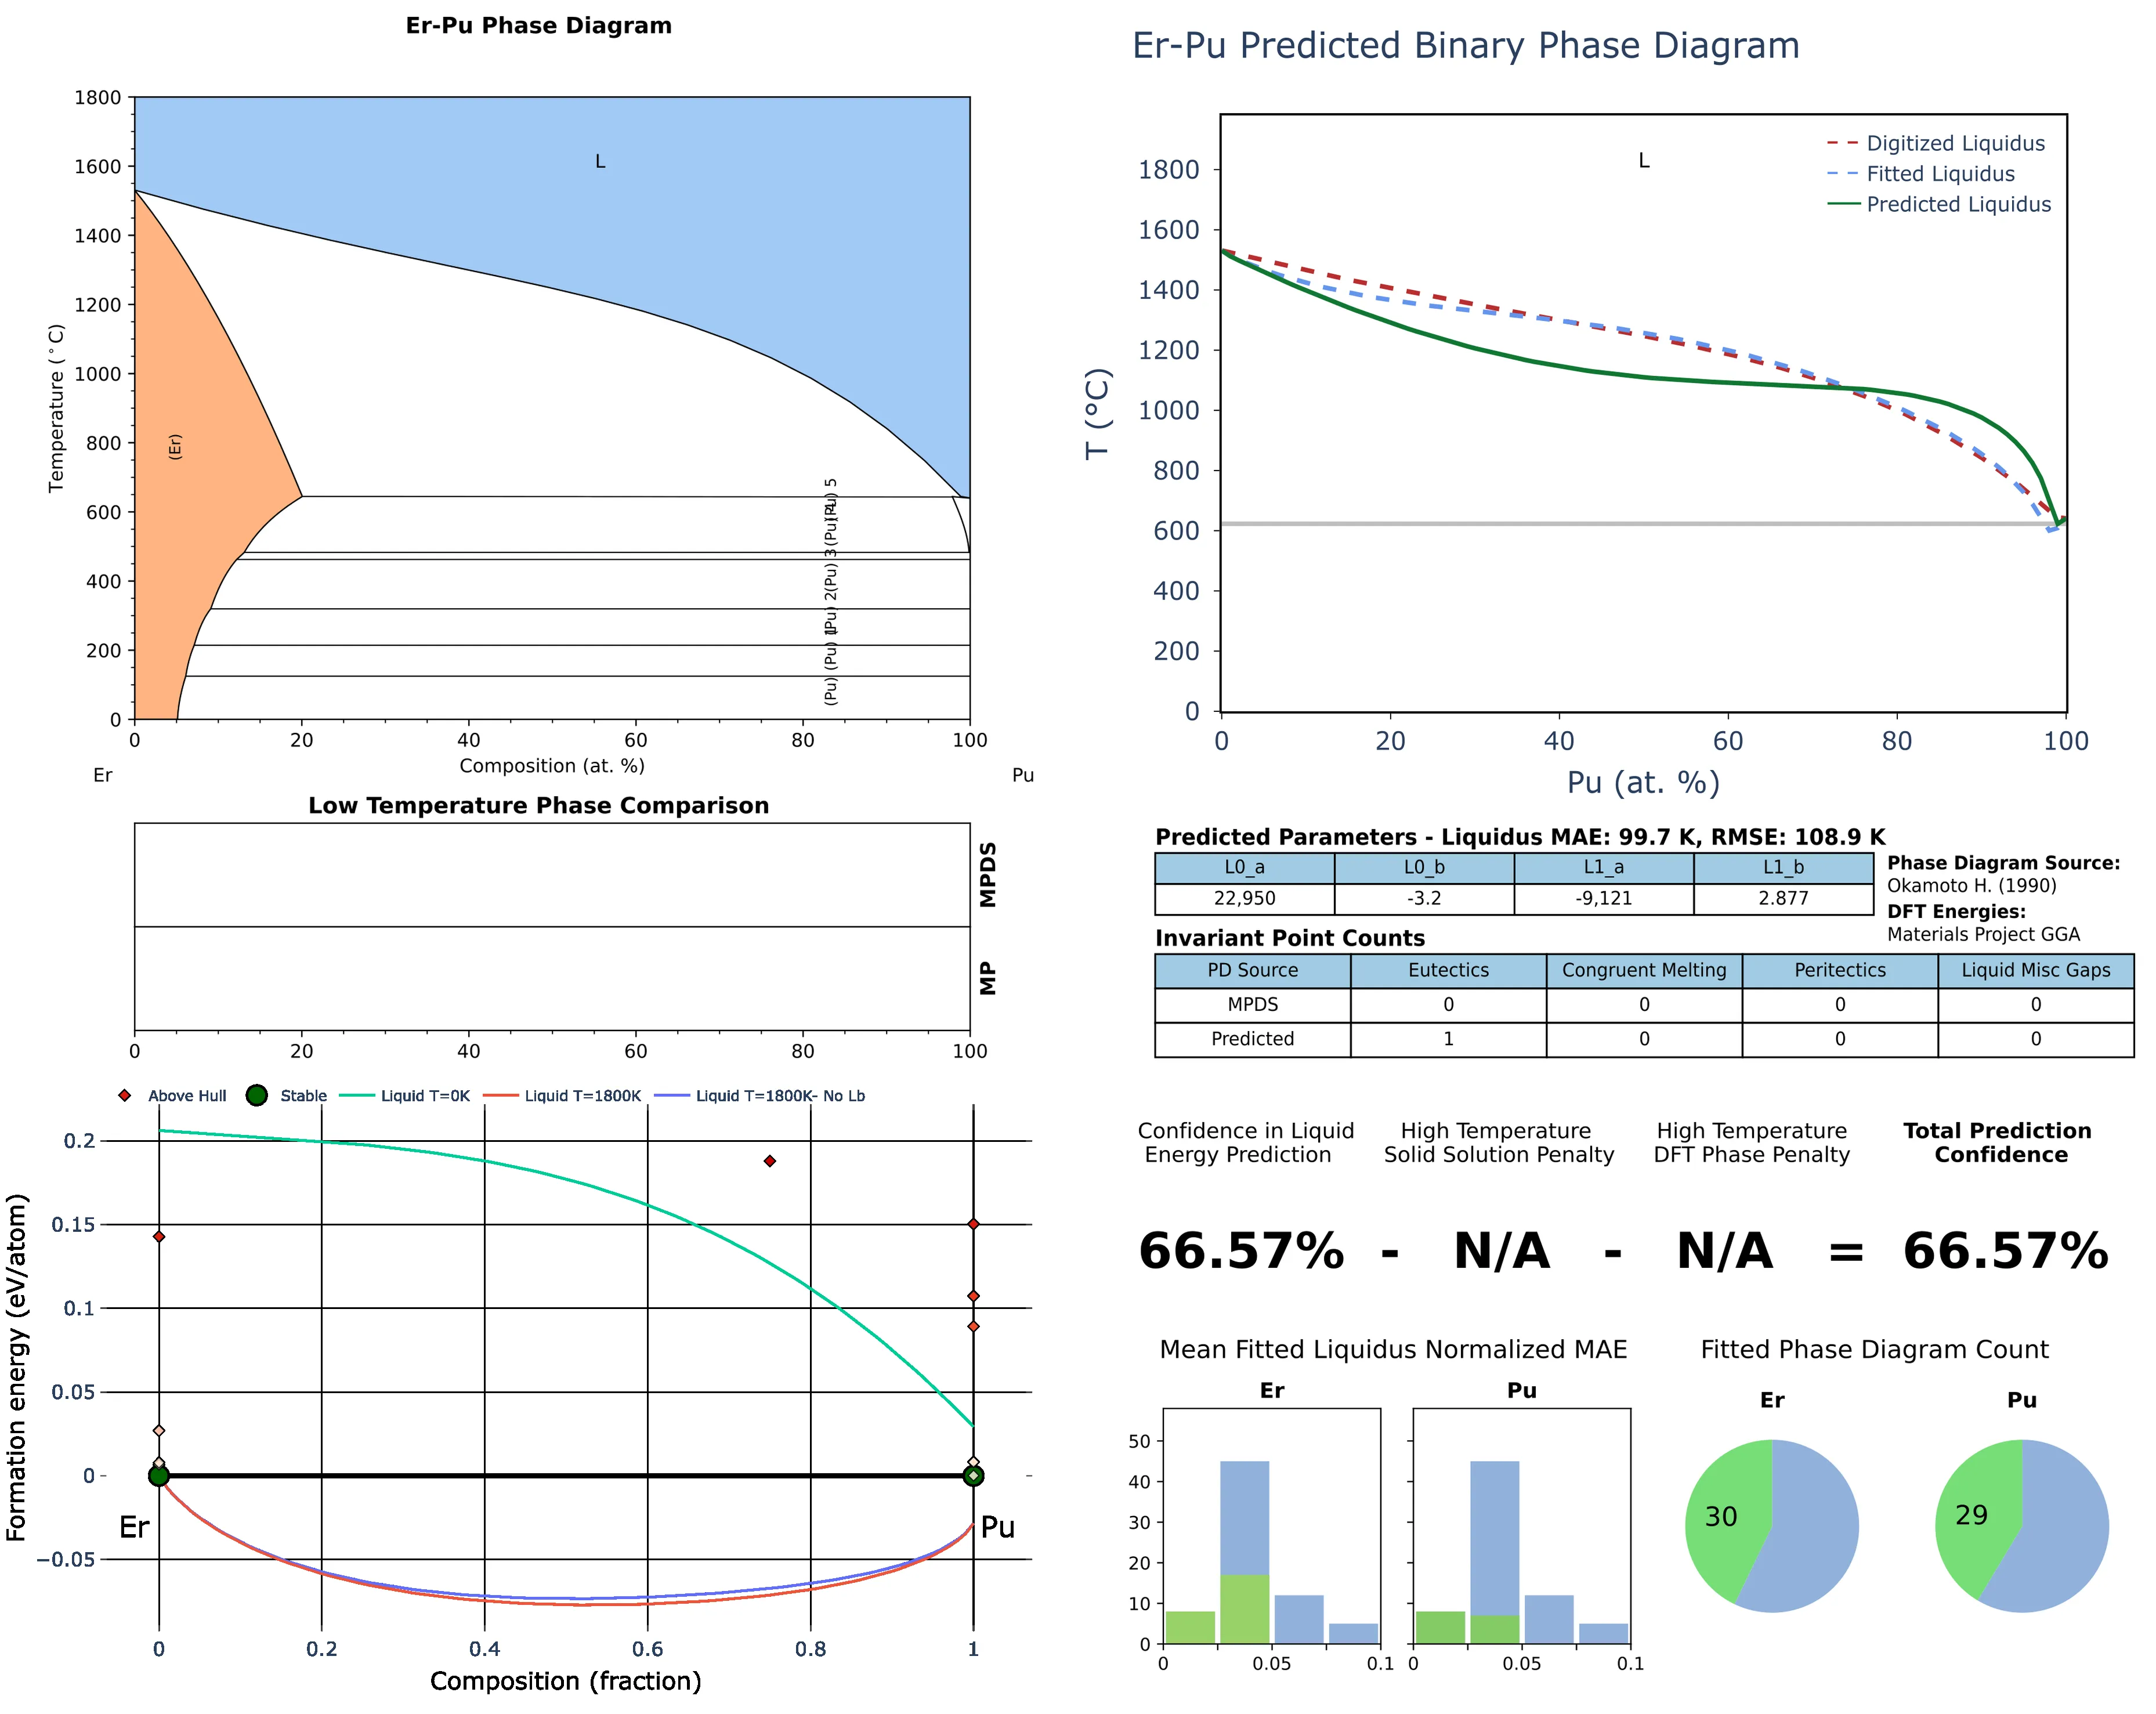 Er-Pu Phase Diagram
1800
1600
1400
1200
1000
800
600
400
200
0
Temperature (°C)
L
(Er)
(Pu) 5
(Pu) 4
(Pu) 3
(Pu) 2
(Pu) 1
(Pu)
0 20 40 60 80 100
Composition (at. %)
Er
Pu
Er-Pu Predicted Binary Phase Diagram
L
Digitized Liquidus
Fitted Liquidus
Predicted Liquidus
1800
1600
1400
1200
1000
800
600
400
200
0
T (°C)
0 20 40 60 80 100
Pu (at. %)
Low Temperature Phase Comparison
MPDS
MP
0 20 40 60 80 100
Predicted Parameters - Liquidus MAE: 99.7 K, RMSE: 108.9 K
L0_a L0_b L1_a L1_b
22,950 -3.2 -9,121 2.877
Phase Diagram Source:
Okamoto H. (1990)
DFT Energies:
Materials Project GGA
Invariant Point Counts
PD Source Eutectics Congruent Melting Peritectics Liquid Misc Gaps
MPDS 0 0 0 0
Predicted 1 0 0 0
Above Hull Stable Liquid T=0K Liquid T=1800K Liquid T=1800K- No Lb
0.2
0.15
0.1
0.05
0
−0.05
Formation energy (eV/atom)
Er
Pu
0 0.2 0.4 0.6 0.8 1
Composition (fraction)
Confidence in Liquid
Energy Prediction
High Temperature
Solid Solution Penalty
High Temperature
DFT Phase Penalty
Total Prediction
Confidence
66.57% - N/A - N/A = 66.57%
Mean Fitted Liquidus Normalized MAE
Er
Pu
50
40
30
20
10
0
0 0.05 0.1
0 0.05 0.1
Fitted Phase Diagram Count
Er
Pu
30
29